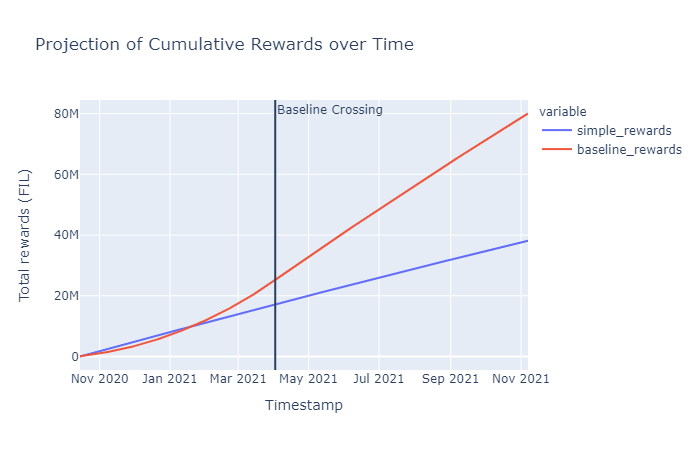 Projection of Cumulative Rewards over Time
Baseline Crossing
variable
simple_rewards
baseline_rewards
Total rewards (FIL)
80M
60M
40M
20M
0
Nov 2020 Jan 2021 Mar 2021 May 2021 Jul 2021 Sep 2021 Nov 2021
Timestamp